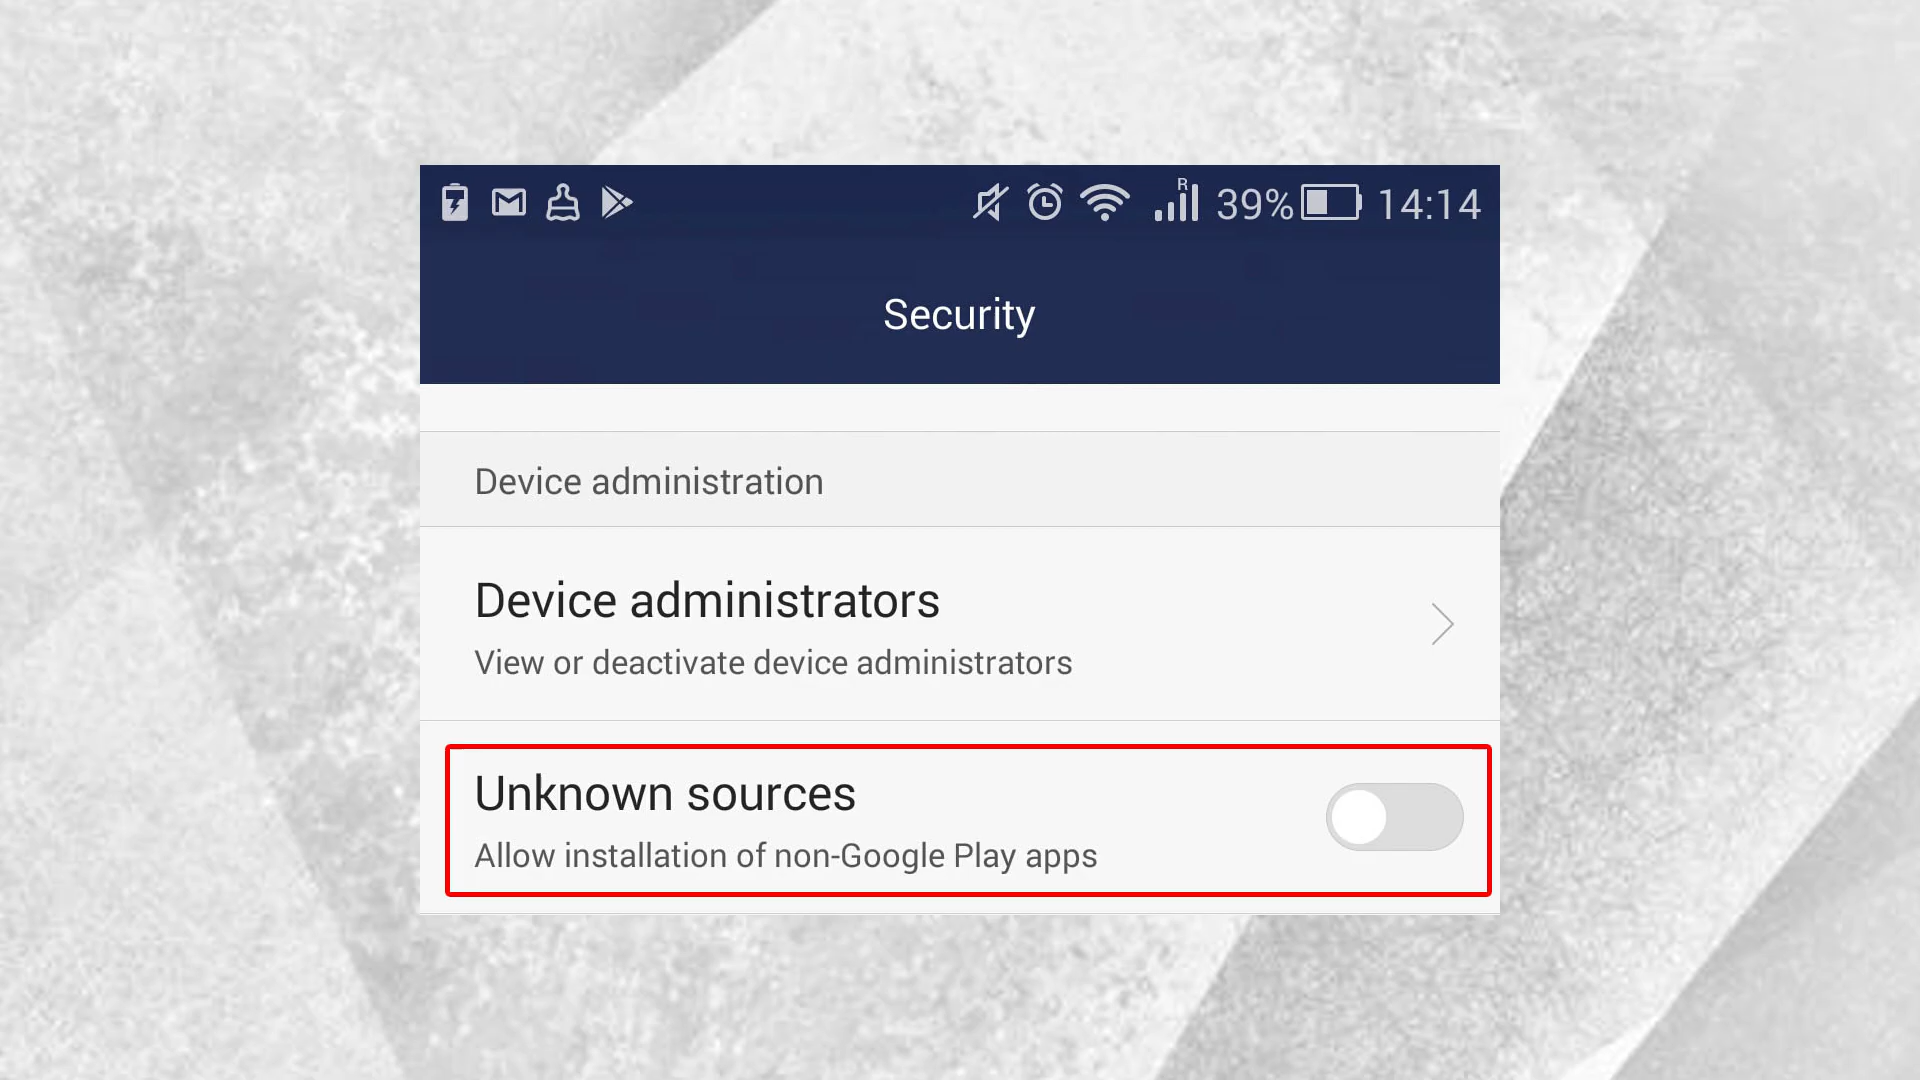 R 39% 14:14
Security
Device administration
Device administrators
View or deactivate device administrators
Unknown sources
Allow installation of non-Google Play apps